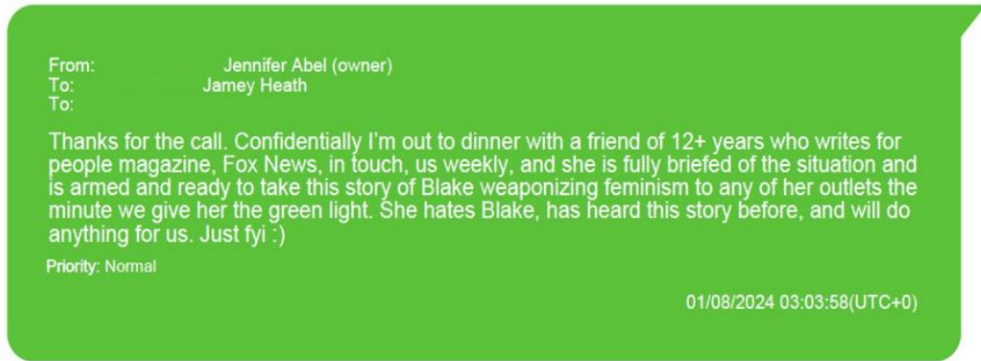 From: Jennifer Abel (owner)
To: Jamey Heath
To:
Thanks for the call. Confidentially I'm out to dinner with a friend of 12+ years who writes for
people magazine, Fox News, in touch, us weekly, and she is fully briefed of the situation and
is armed and ready to take this story of Blake weaponizing feminism to any of her outlets the
minute we give her the green light. She hates Blake, has heard this story before, and will do
anything for us. Just fyi :)
Priority: Normal
01/08/2024 03:03:58(UTC+0)